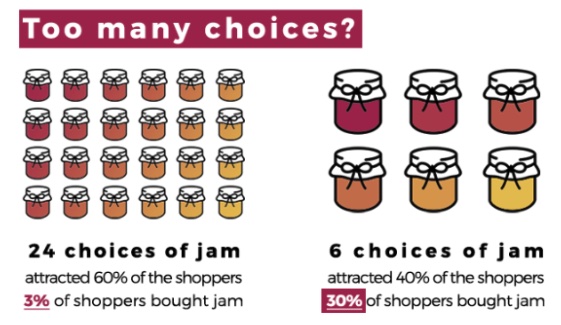 Too many choices?
24 choices of jam
attracted 60% of the shoppers
3% of shoppers bought jam
6 choices of jam
attracted 40% of the shoppers
30% of shoppers bought jam